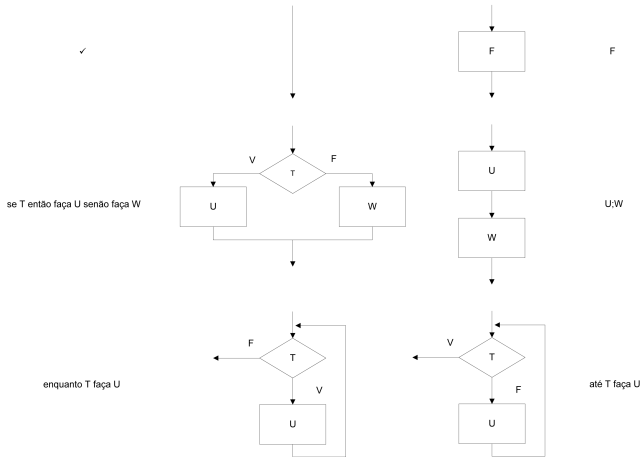 ✓
F
F
V
F
T
U
W
se T então faça U senão faça W
U
W
U;W
F
T
V
U
enquanto T faça U
V
T
F
U
até T faça U